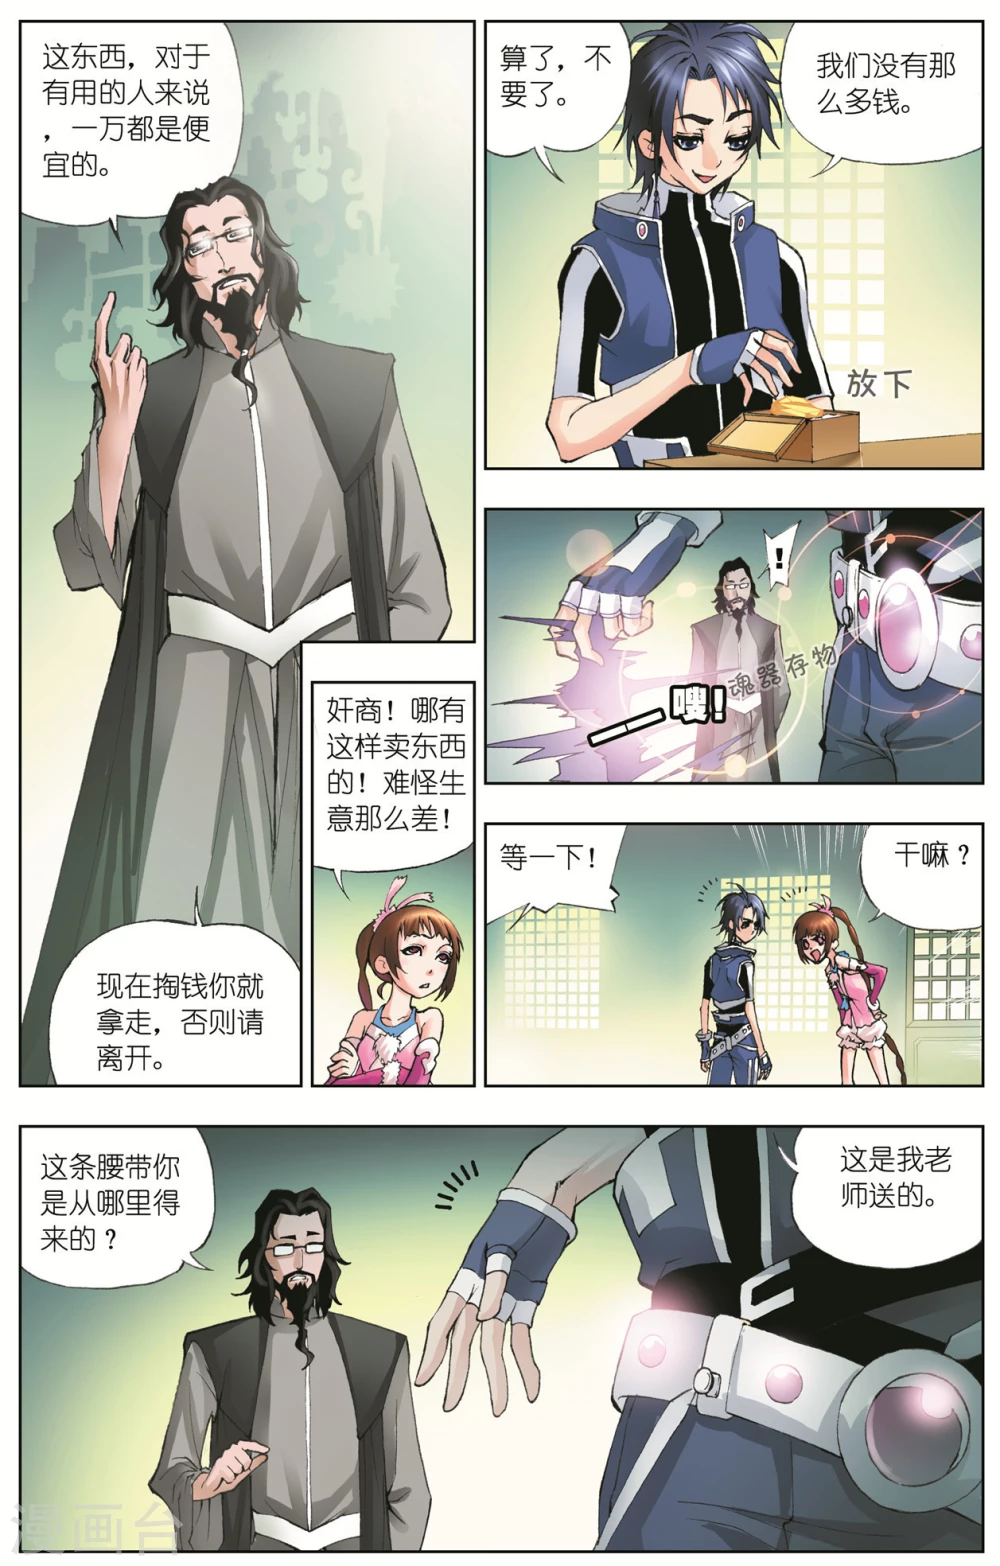 这东西，对于
有用的人来说
，一万都是便
宜的。
算了，不
要了。
我们没有那
么多钱。
放下
!
魂器存物
——嗖!
现在掏钱你就
拿走，否则请
离开。
奸商！哪有
这样卖东西
的！难怪生
意那么差！
等一下！
干嘛？
这条腰带你
是从哪里得
来的？
这是我老
师送的。
漫画台